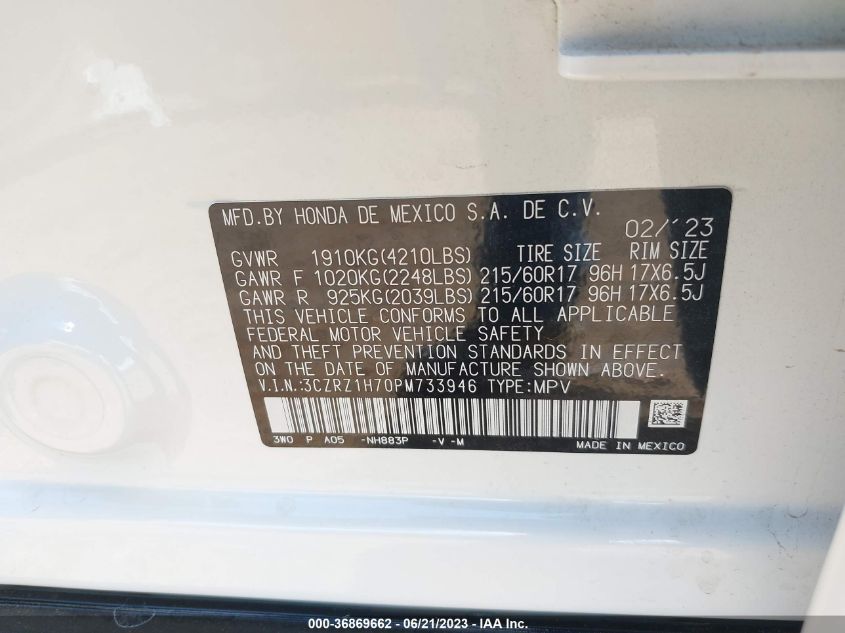 MFD.BY HONDA DE MEXICO S.A. DE C.V.
02/'23
GVWR 1910KG(4210LBS) TIRE SIZE RIM SIZE
GAWR F 1020KG(2248LBS) 215/60R17 96H 17X6.5J
GAWR R 925KG(2039LBS) 215/60R17 96H 17X6.5J
THIS VEHICLE CONFORMS TO ALL APPLICABLE
FEDERAL MOTOR VEHICLE SAFETY
AND THEFT PREVENTION STANDARDS IN EFFECT
ON THE DATE OF MANUFACTURE SHOWN ABOVE.
V.I.N.:3CZRZ1H70PM733946 TYPE:MPV
3W0 P A05 -NH883P -V -M MADE IN MEXICO
000-36869662 - 06/21/2023 - IAA Inc.